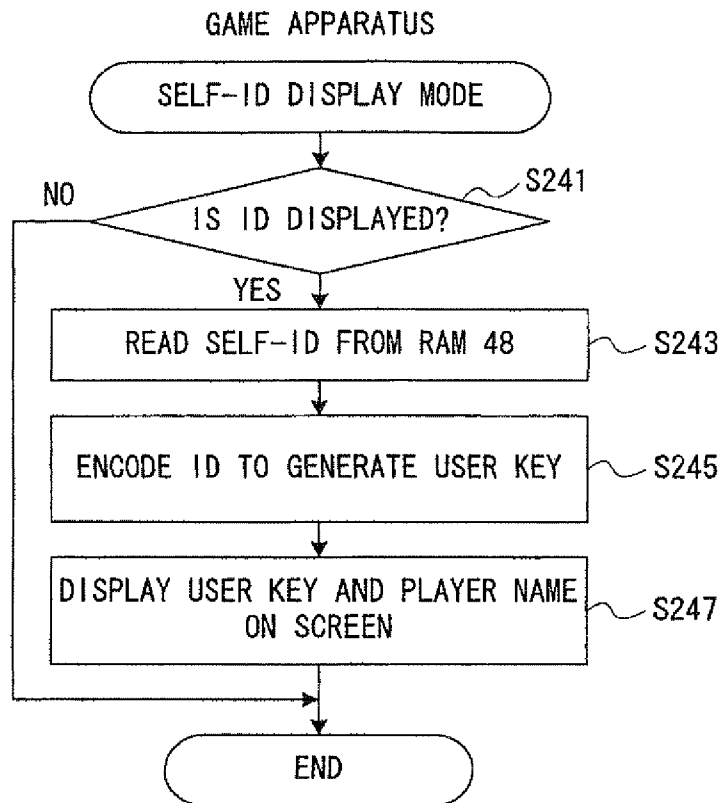 GAME APPARATUS
SELF-ID DISPLAY MODE
S241
NO
IS ID DISPLAYED?
YES
READ SELF-ID FROM RAM 48
S243
ENCODE ID TO GENERATE USER KEY
S245
DISPLAY USER KEY AND PLAYER NAME
ON SCREEN
S247
END